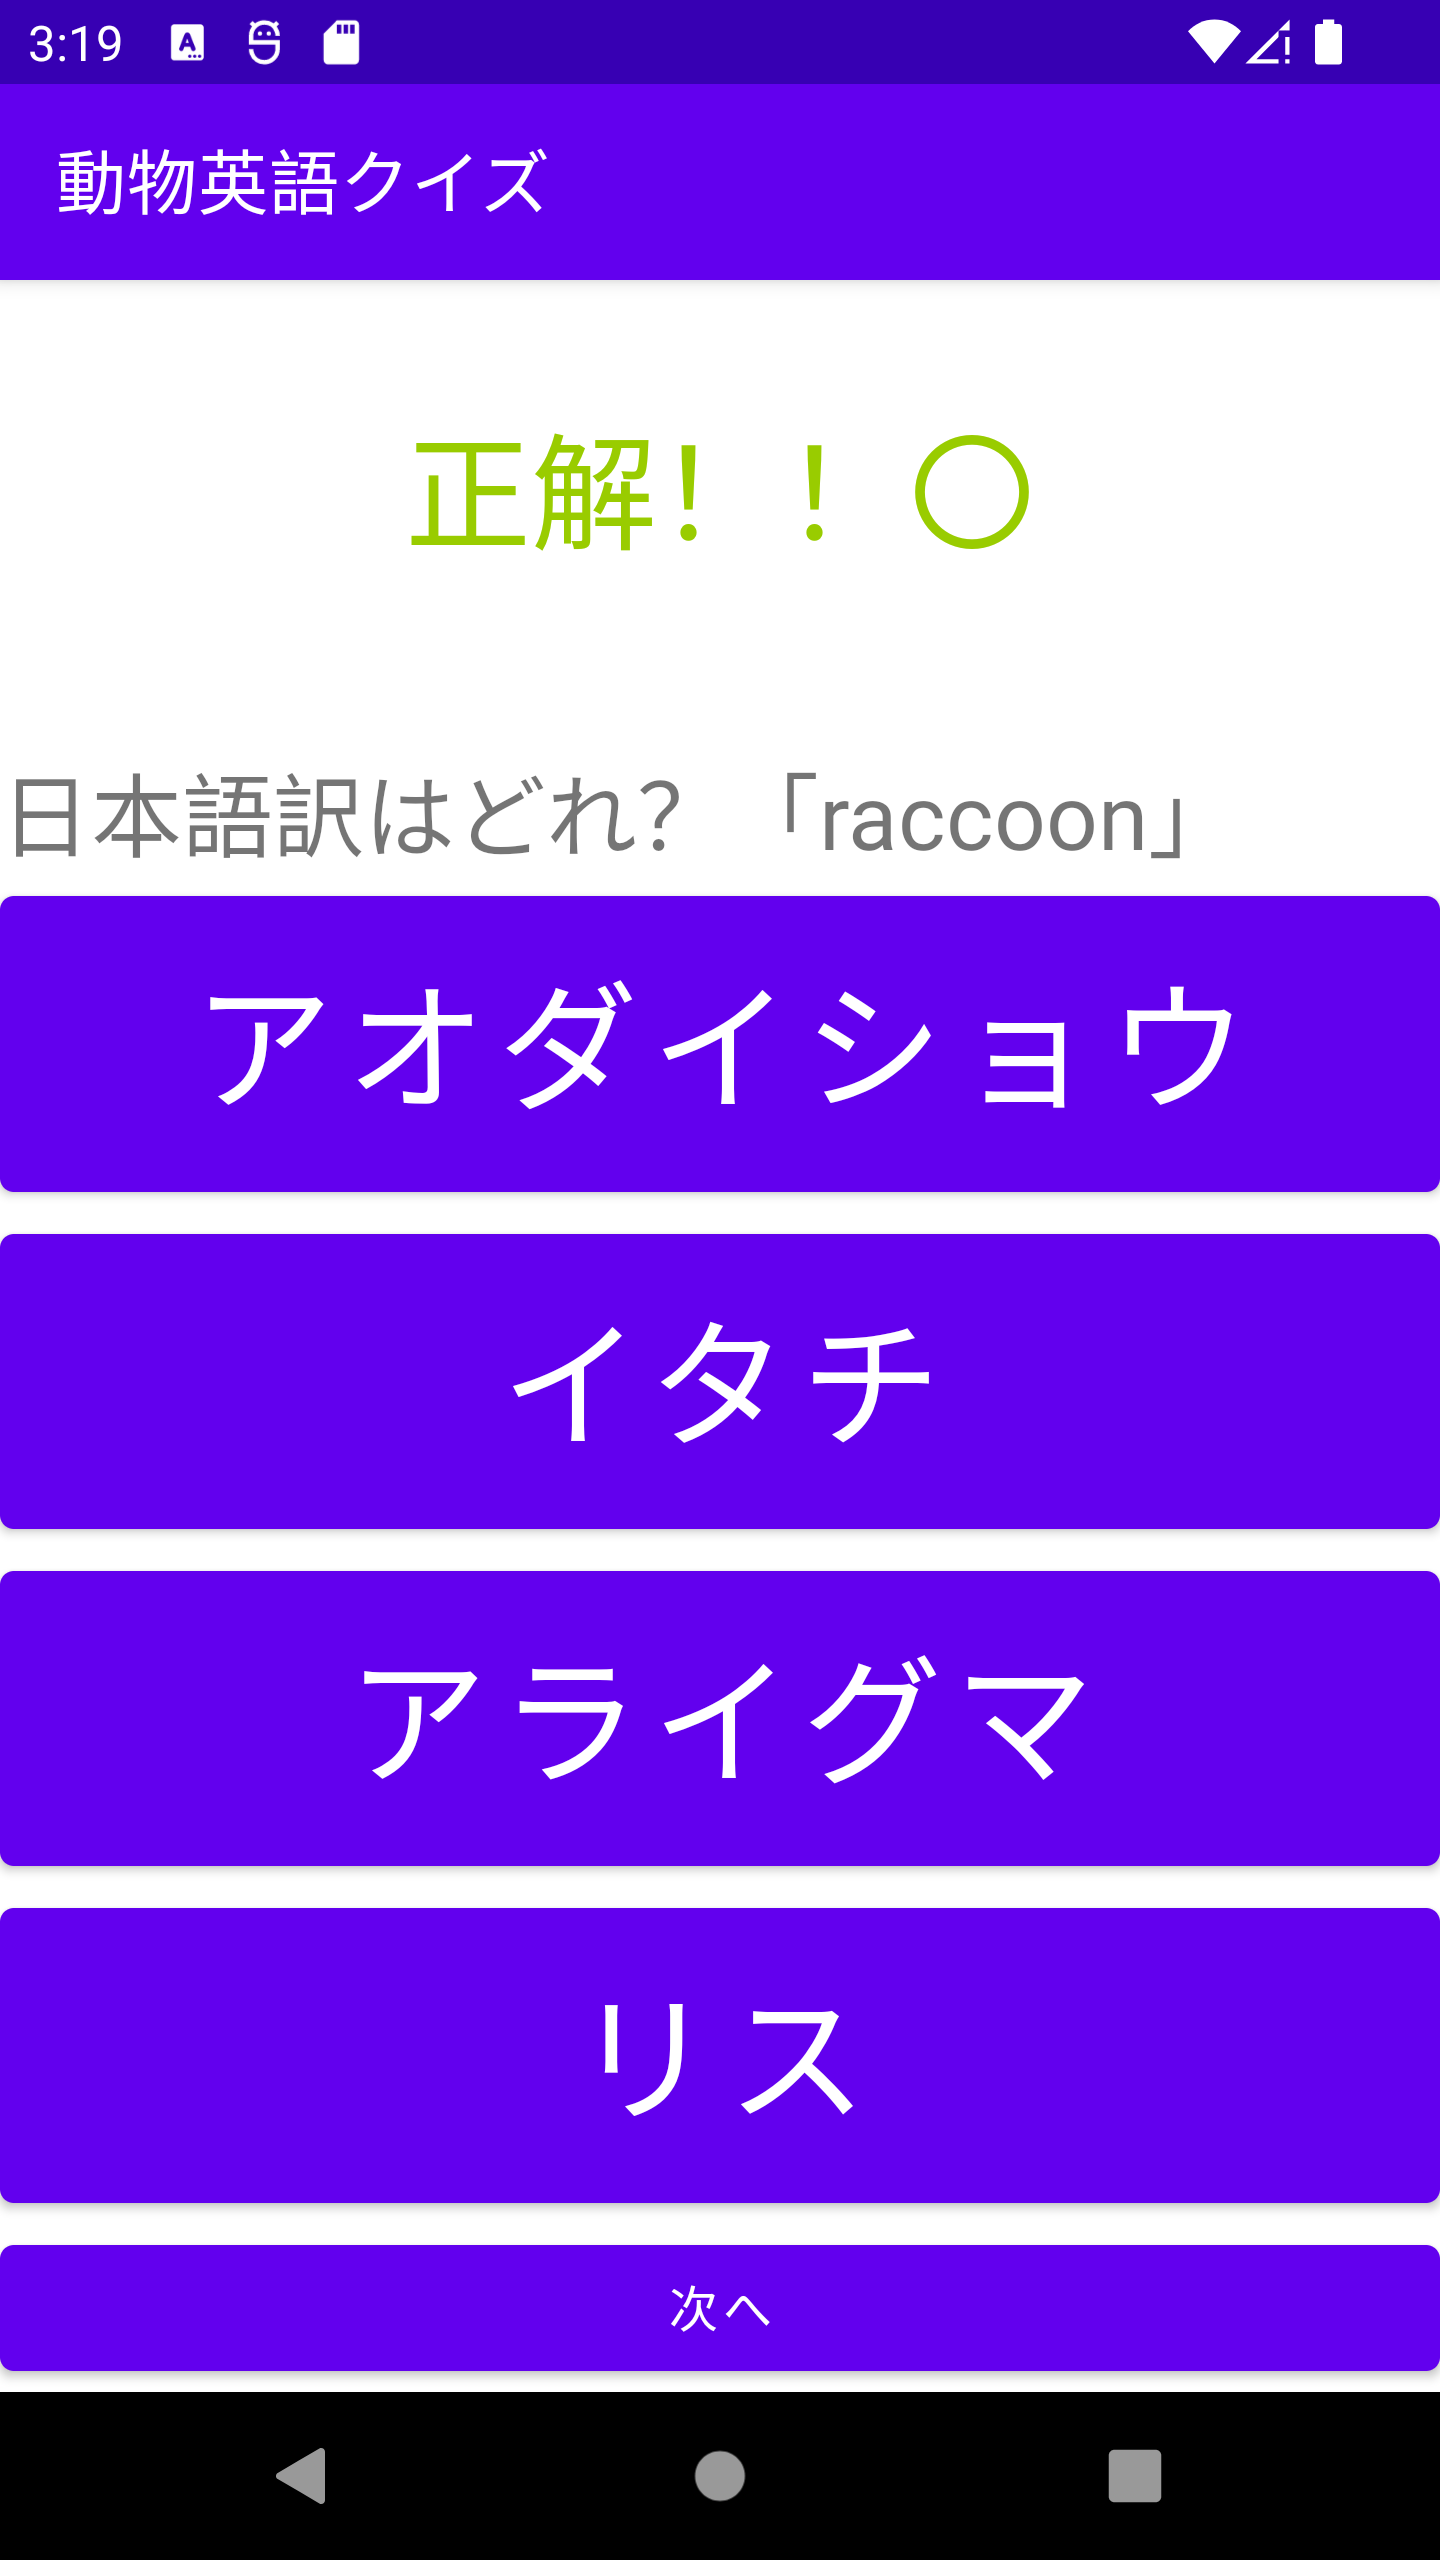 3:19
動物英語クイズ
正解！！〇
日本語訳はどれ？「raccoon」
アオダイショウ
イタチ
アライグマ
リス
次へ